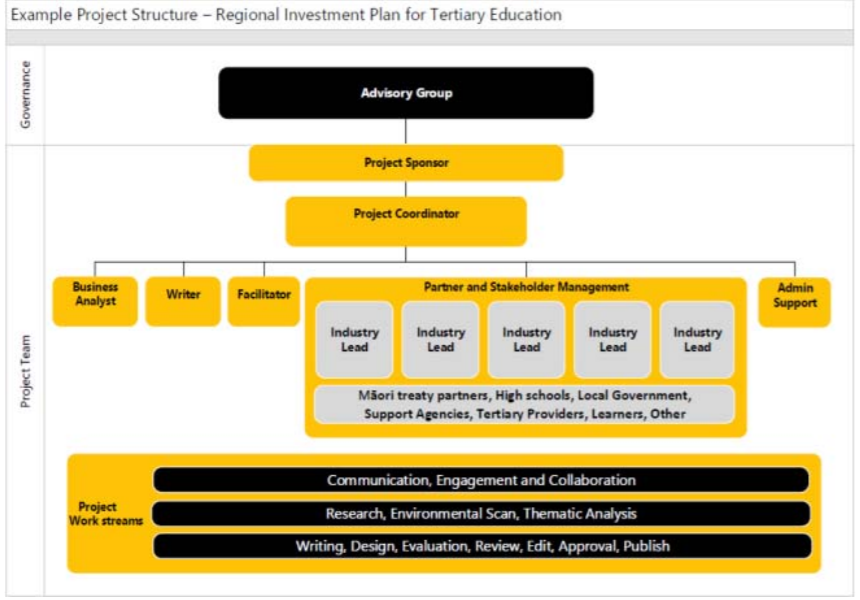 Example Project Structure – Regional Investment Plan for Tertiary Education
Governance
Advisory Group
Project Team
Project Sponsor
Project Coordinator
Business
Analyst
Writer
Facilitator
Partner and Stakeholder Management
Admin
Support
Industry
Lead
Industry
Lead
Industry
Lead
Industry
Lead
Industry
Lead
Māori treaty partners, High schools, Local Government,
Support Agencies, Tertiary Providers, Learners, Other
Project
Work streams
Communication, Engagement and Collaboration
Research, Environmental Scan, Thematic Analysis
Writing, Design, Evaluation, Review, Edit, Approval, Publish